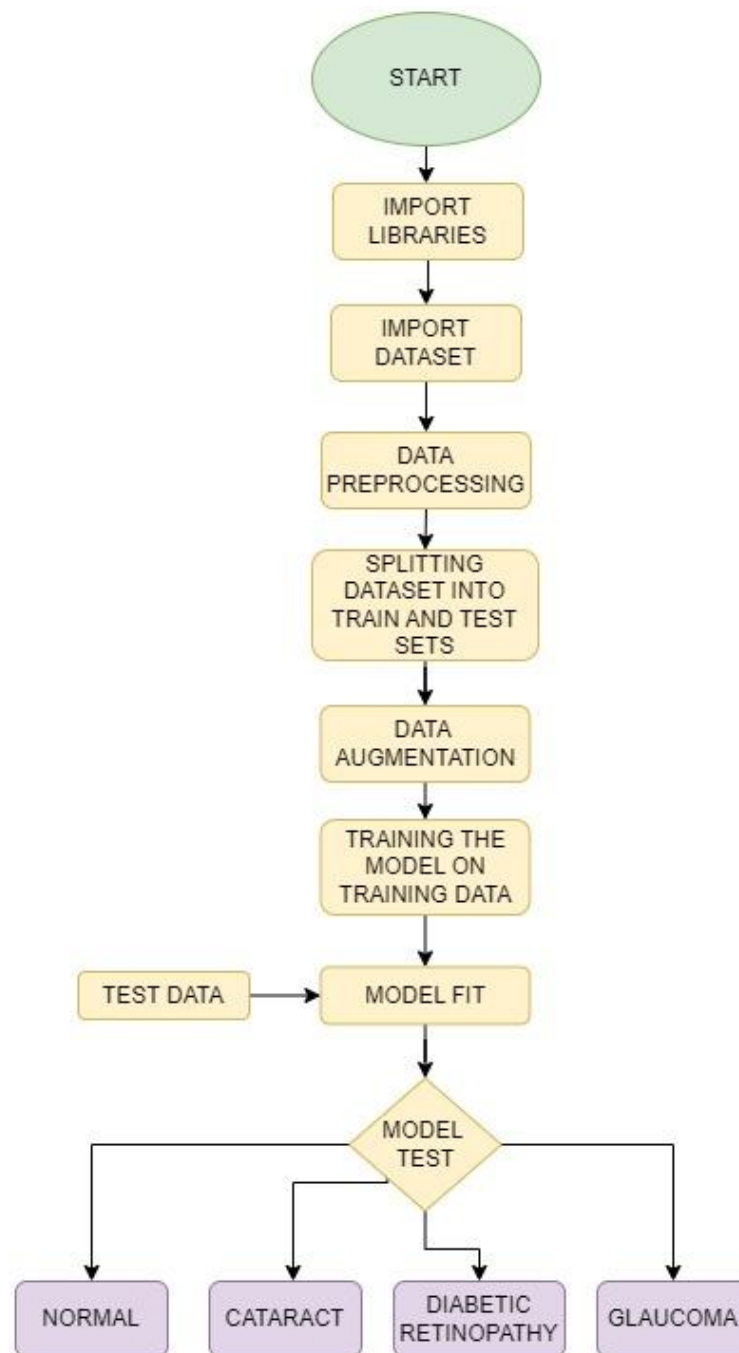 START
IMPORT
LIBRARIES
IMPORT
DATASET
DATA
PREPROCESSING
SPLITTING
DATASET INTO
TRAIN AND TEST
SETS
DATA
AUGMENTATION
TRAINING THE
MODEL ON
TRAINING DATA
TEST DATA
MODEL FIT
MODEL
TEST
NORMAL
CATARACT
DIABETIC
RETINOPATHY
GLAUCOMA